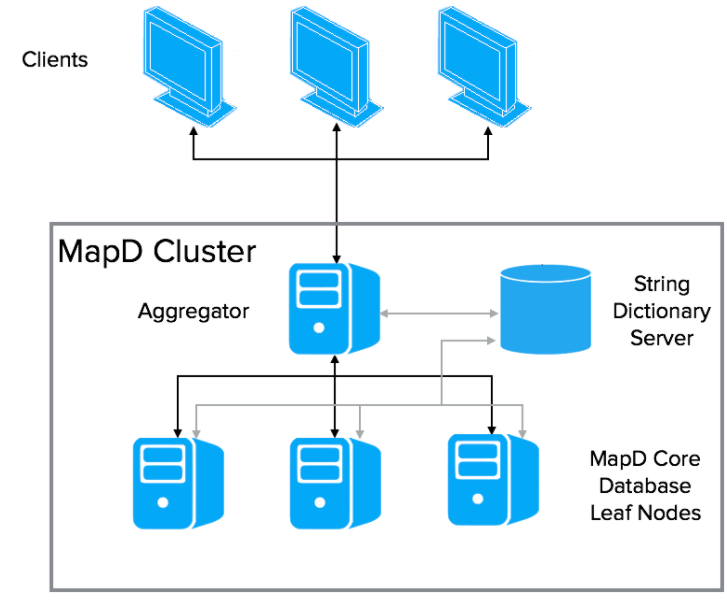 Clients
MapD Cluster
Aggregator
String
Dictionary
Server
MapD Core
Database
Leaf Nodes